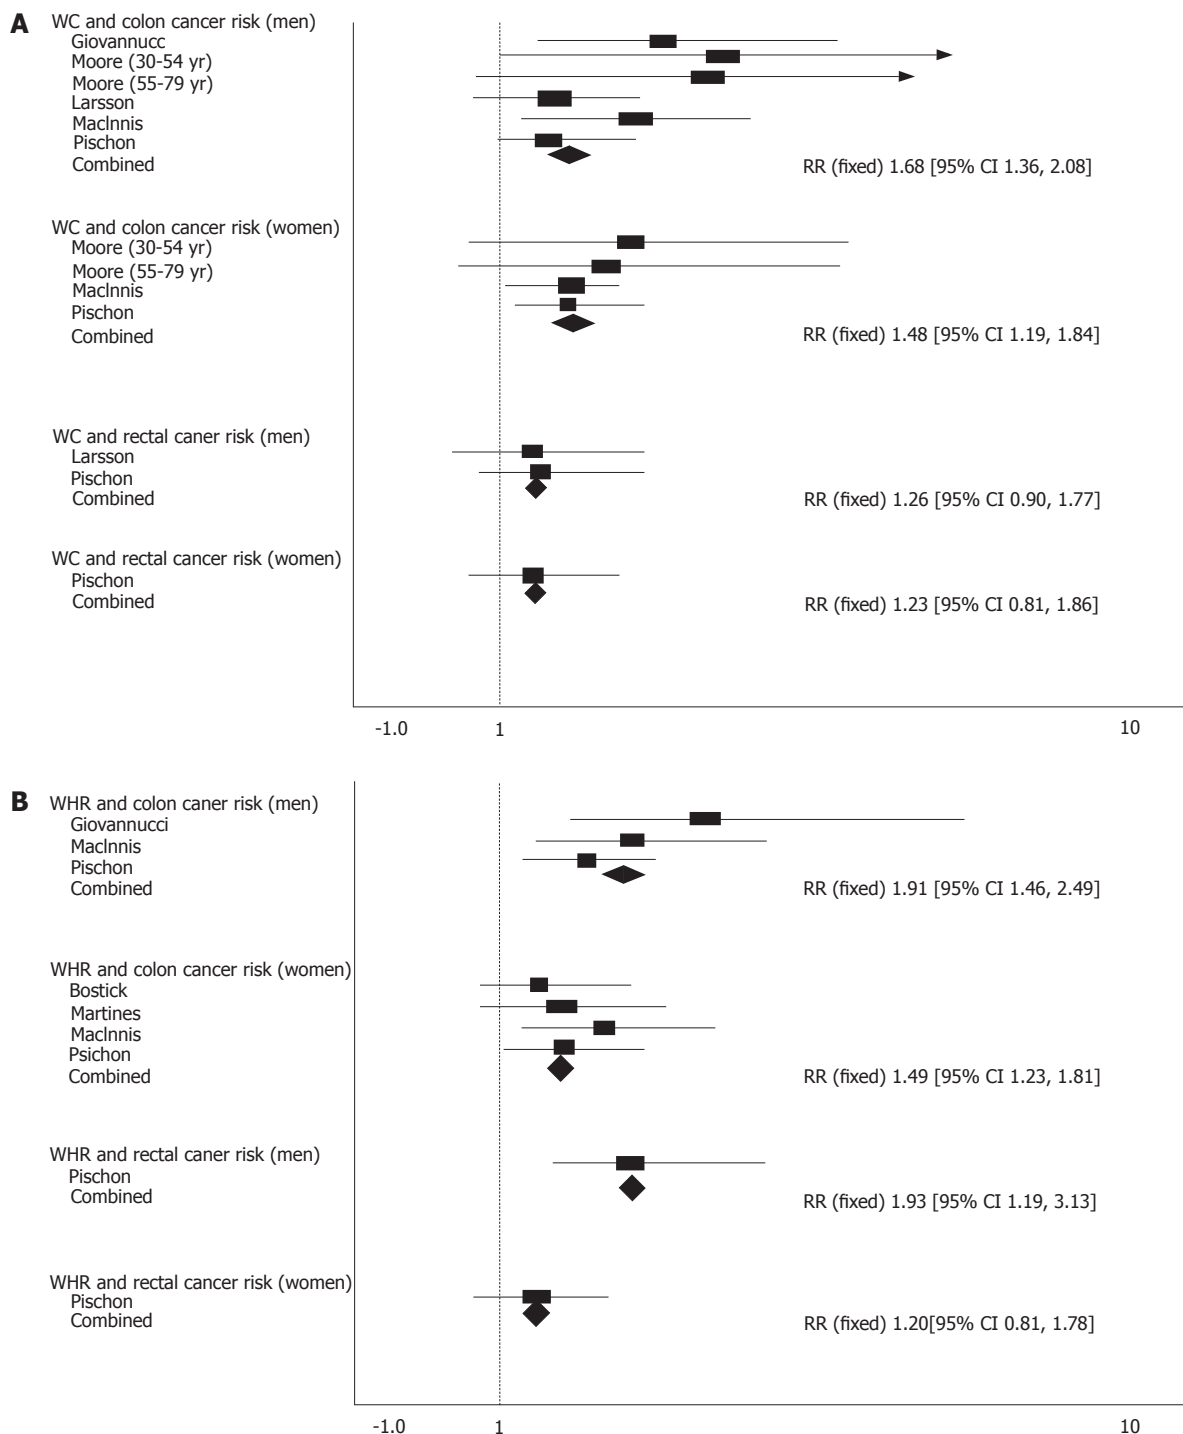 A WC and colon cancer risk (men)
Giovannucc
Moore (30-54 yr)
Moore (55-79 yr)
Larsson
MacInnis
Pischon
Combined
RR (fixed) 1.68 [95% CI 1.36, 2.08]
WC and colon cancer risk (women)
Moore (30-54 yr)
Moore (55-79 yr)
MacInnis
Pischon
Combined
RR (fixed) 1.48 [95% CI 1.19, 1.84]
WC and rectal caner risk (men)
Larsson
Pischon
Combined
RR (fixed) 1.26 [95% CI 0.90, 1.77]
WC and rectal cancer risk (women)
Pischon
Combined
RR (fixed) 1.23 [95% CI 0.81, 1.86]
-1.0 1 10
B WHR and colon caner risk (men)
Giovannucci
MacInnis
Pischon
Combined
RR (fixed) 1.91 [95% CI 1.46, 2.49]
WHR and colon cancer risk (women)
Bostick
Martines
MacInnis
Psichon
Combined
RR (fixed) 1.49 [95% CI 1.23, 1.81]
WHR and rectal caner risk (men)
Pischon
Combined
RR (fixed) 1.93 [95% CI 1.19, 3.13]
WHR and rectal cancer risk (women)
Pischon
Combined
RR (fixed) 1.20[95% CI 0.81, 1.78]
-1.0 1 10